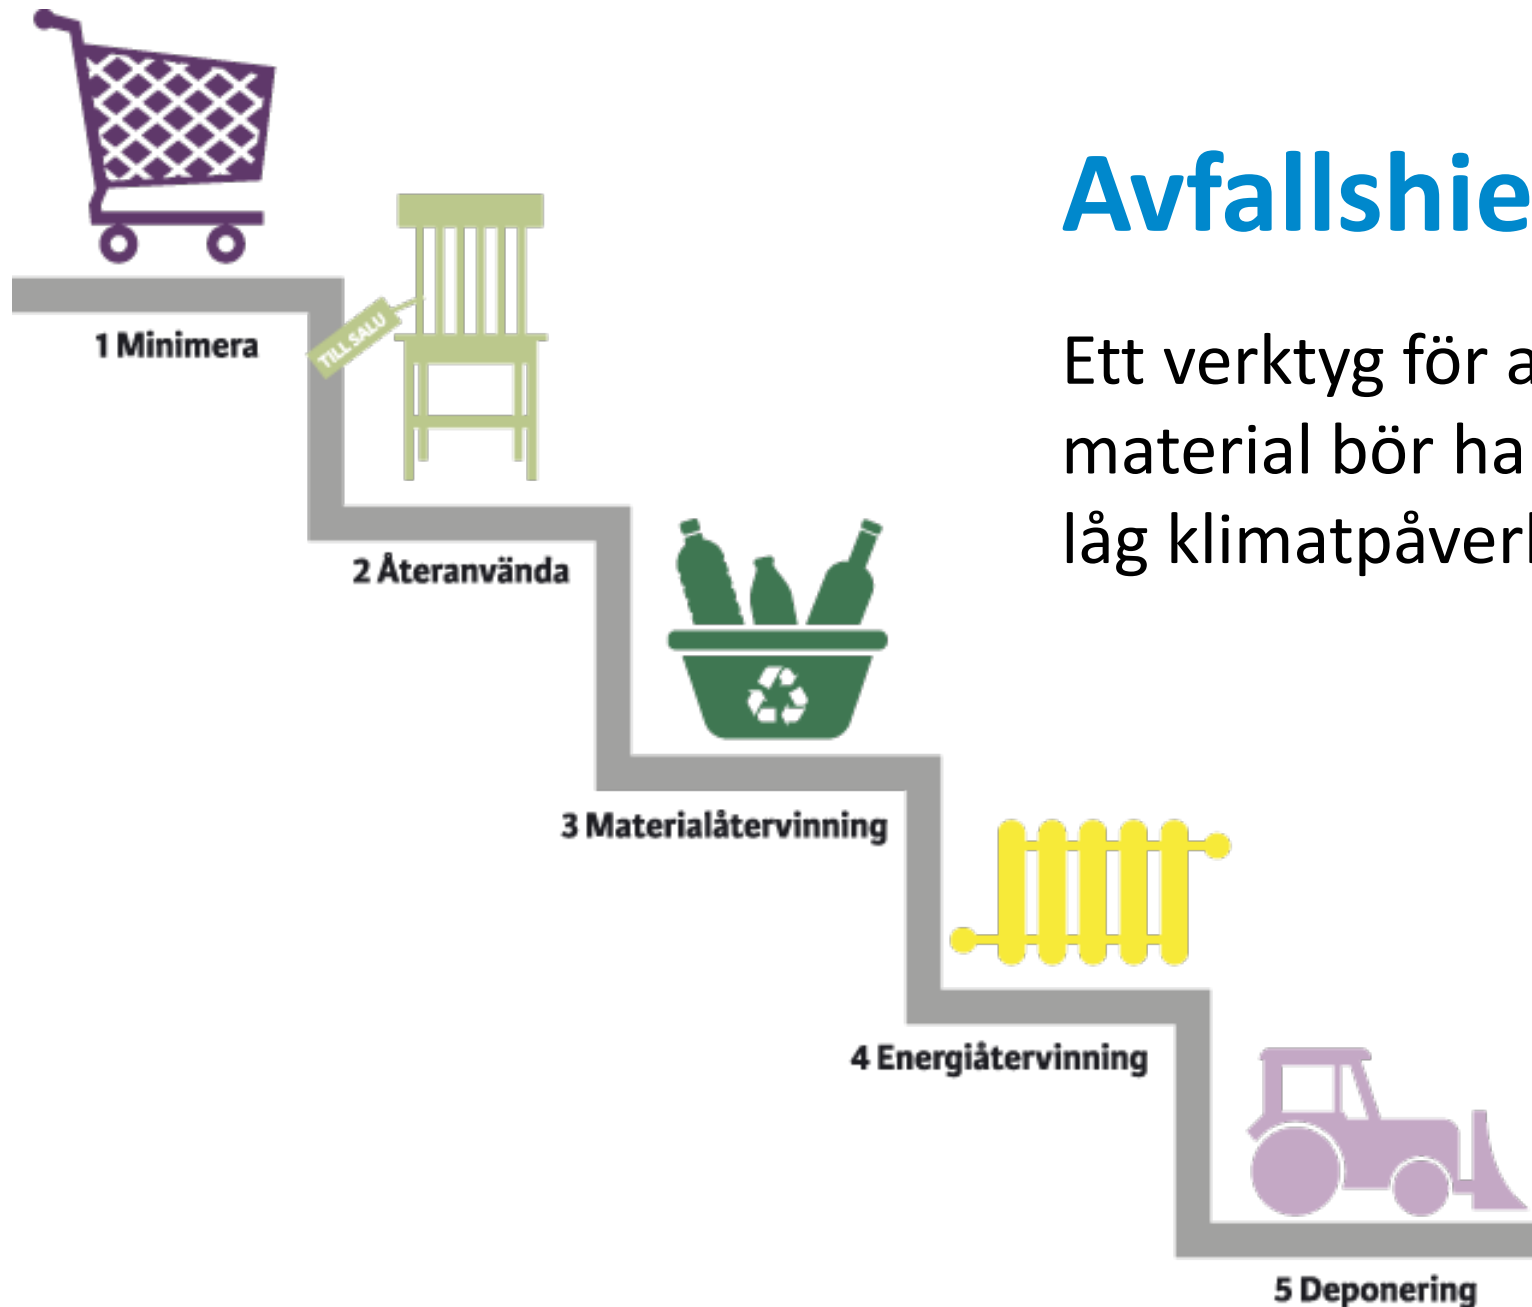 Avfallshie
Ett verktyg för a
material bör ha
låg klimatpåver
1 Minimera
TILL SALU
2 Återanvända
3 Materialåtervinning
4 Energiåtervinning
5 Deponering